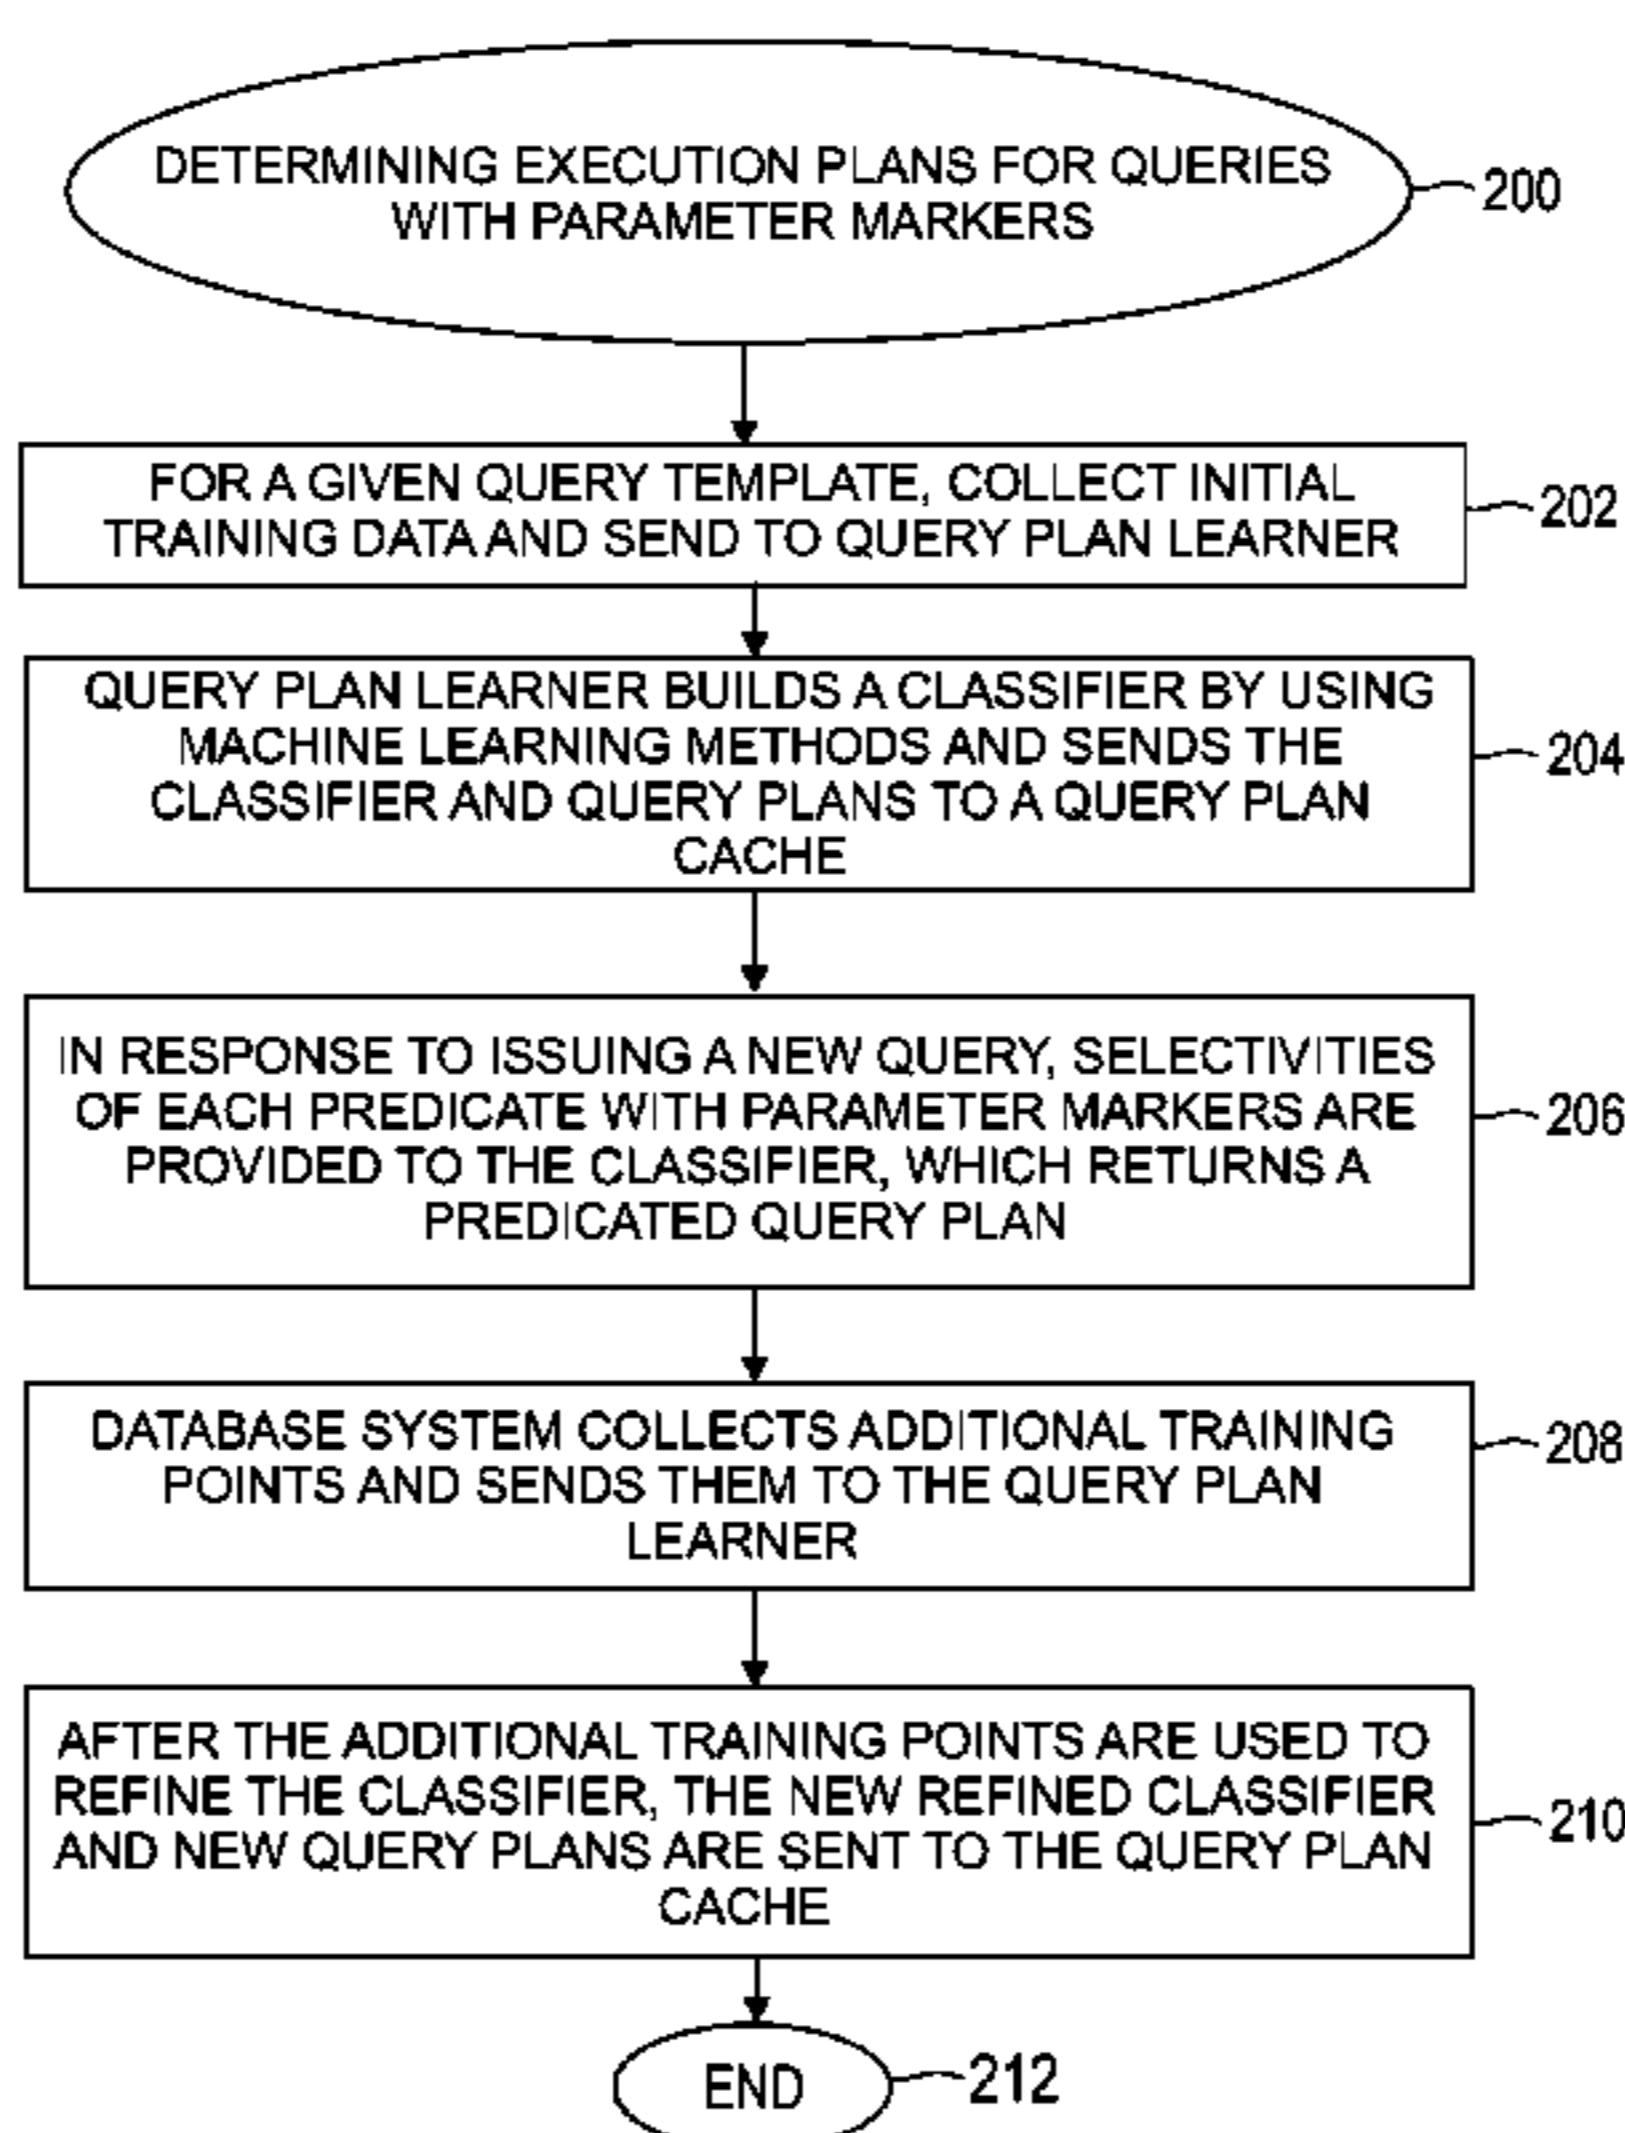 DETERMINING EXECUTION PLANS FOR QUERIES
WITH PARAMETER MARKERS
200
FOR A GIVEN QUERY TEMPLATE, COLLECT INITIAL
TRAINING DATA AND SEND TO QUERY PLAN LEARNER
202
QUERY PLAN LEARNER BUILDS A CLASSIFIER BY USING
MACHINE LEARNING METHODS AND SENDS THE
CLASSIFIER AND QUERY PLANS TO A QUERY PLAN
CACHE
204
IN RESPONSE TO ISSUING A NEW QUERY, SELECTIVITIES
OF EACH PREDICATE WITH PARAMETER MARKERS ARE
PROVIDED TO THE CLASSIFIER, WHICH RETURNS A
PREDICATED QUERY PLAN
206
DATABASE SYSTEM COLLECTS ADDITIONAL TRAINING
POINTS AND SENDS THEM TO THE QUERY PLAN
LEARNER
208
AFTER THE ADDITIONAL TRAINING POINTS ARE USED TO
REFINE THE CLASSIFIER, THE NEW REFINED CLASSIFIER
AND NEW QUERY PLANS ARE SENT TO THE QUERY PLAN
CACHE
210
END
212